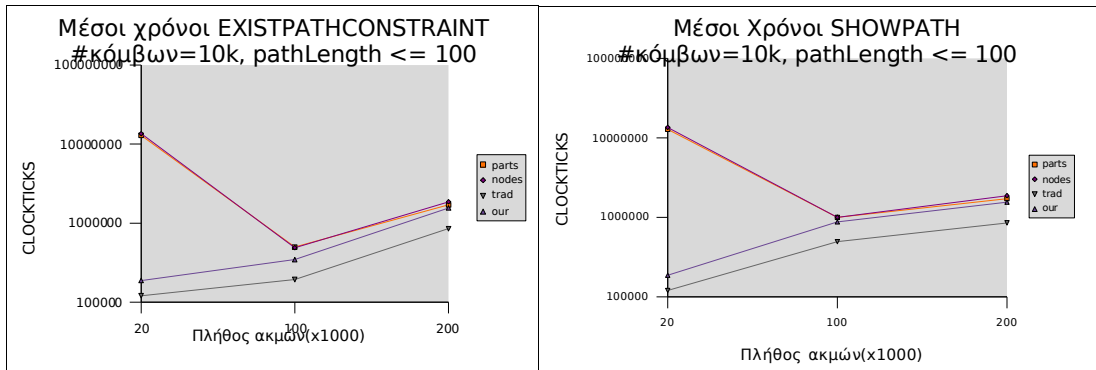 Μέσοι χρόνοι EXISTPATHCONSTRAINT
#κόμβων=10k, pathLength <= 100
100000000
10000000
1000000
100000
CLOCKTICKS
20
100
200
Πλήθος ακμών(x1000)
parts
nodes
trad
our
Μέσοι Χρόνοι SHOWPATH
#κόμβων=10k, pathLength <= 100
100000000
10000000
1000000
100000
CLOCKTICKS
20
100
200
Πλήθος ακμών(x1000)
parts
nodes
trad
our